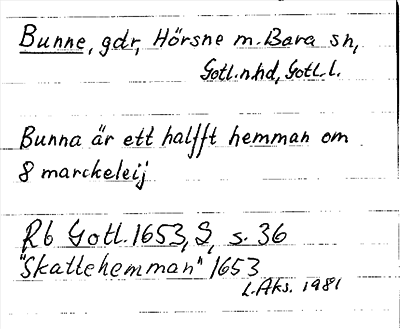 Bunne, gdr, Hörsne m. Bara sn,
Gotl. n. hd, Gotl. l.
Bunna är ett halfft hemman om
8 marckeleij
Rb Gotl. 1653, S, s. 36
"Skattehemman" 1653
L. Aks. 1981